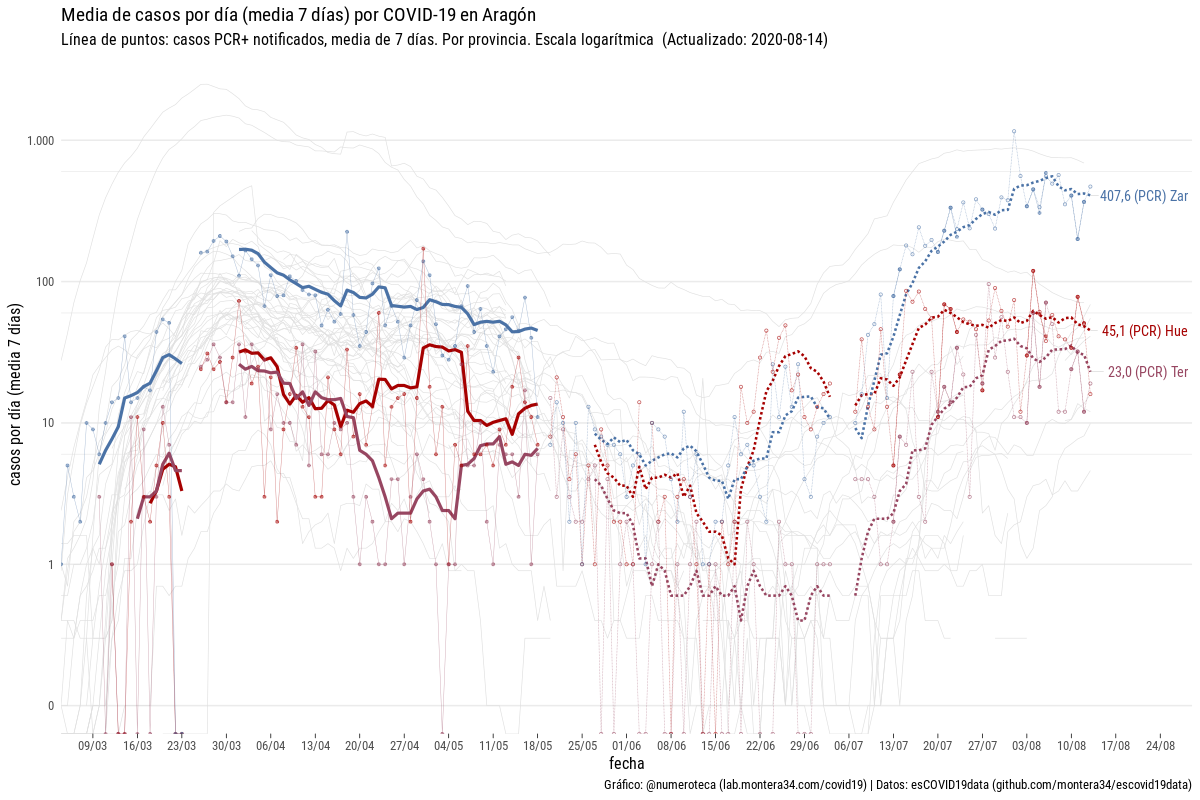 Media de casos por día (media 7 días) por COVID-19 en Aragón
Línea de puntos: casos PCR+ notificados, media de 7 días. Por provincia. Escala logarítmica  (Actualizado: 2020-08-14)
casos por día (media 7 días)
1.000
100
10
1
0
407,6 (PCR) Zar
45,1 (PCR) Hue
23,0 (PCR) Ter
09/03 16/03 23/03 30/03 06/04 13/04 20/04 27/04 04/05 11/05 18/05 25/05 01/06 08/06 15/06 22/06 29/06 06/07 13/07 20/07 27/07 03/08 10/08 17/08 24/08
fecha
Gráfico: @numeroteca (lab.montera34.com/covid19) | Datos: esCOVID19data (github.com/montera34/escovid19data)